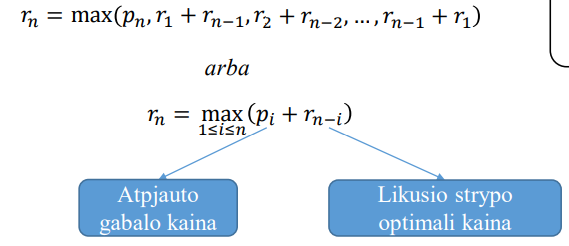 rₙ = max(pₙ, r₁ + rₙ₋₁, r₂ + rₙ₋₂, … , rₙ₋₁ + r₁)
arba
rₙ = max (pᵢ + rₙ₋ᵢ)
1≤i≤n
Atpjauto
gabalo kaina
Likusio strypo
optimali kaina